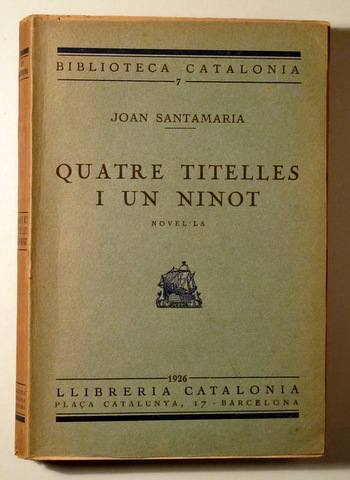 BIBLIOTECA CATALONIA
7
JOAN SANTAMARIA
QUATRE TITELLES
I UN NINOT
NOVEL·LA
1926
LLIBRERIA CATALONIA
PLAÇA CATALUNYA, 17 - BARCELONA